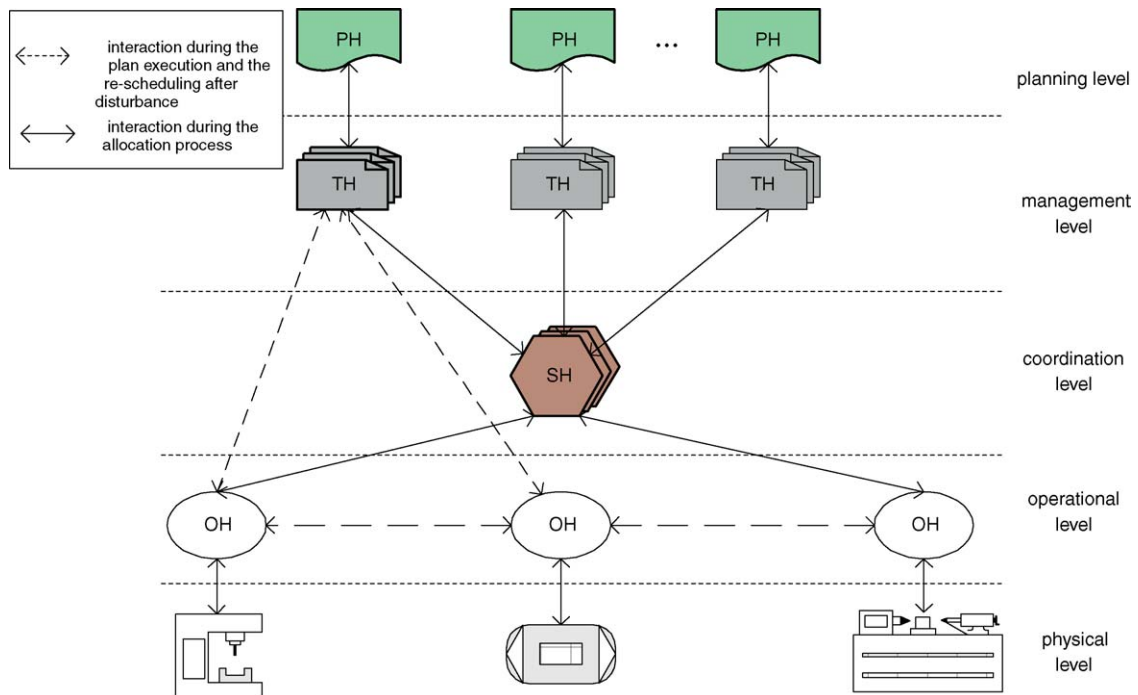 interaction during the
plan execution and the
re-scheduling after
disturbance
interaction during the
allocation process
PH
PH
...
PH
planning level
TH
TH
TH
management
level
SH
coordination
level
OH
OH
OH
operational
level
physical
level